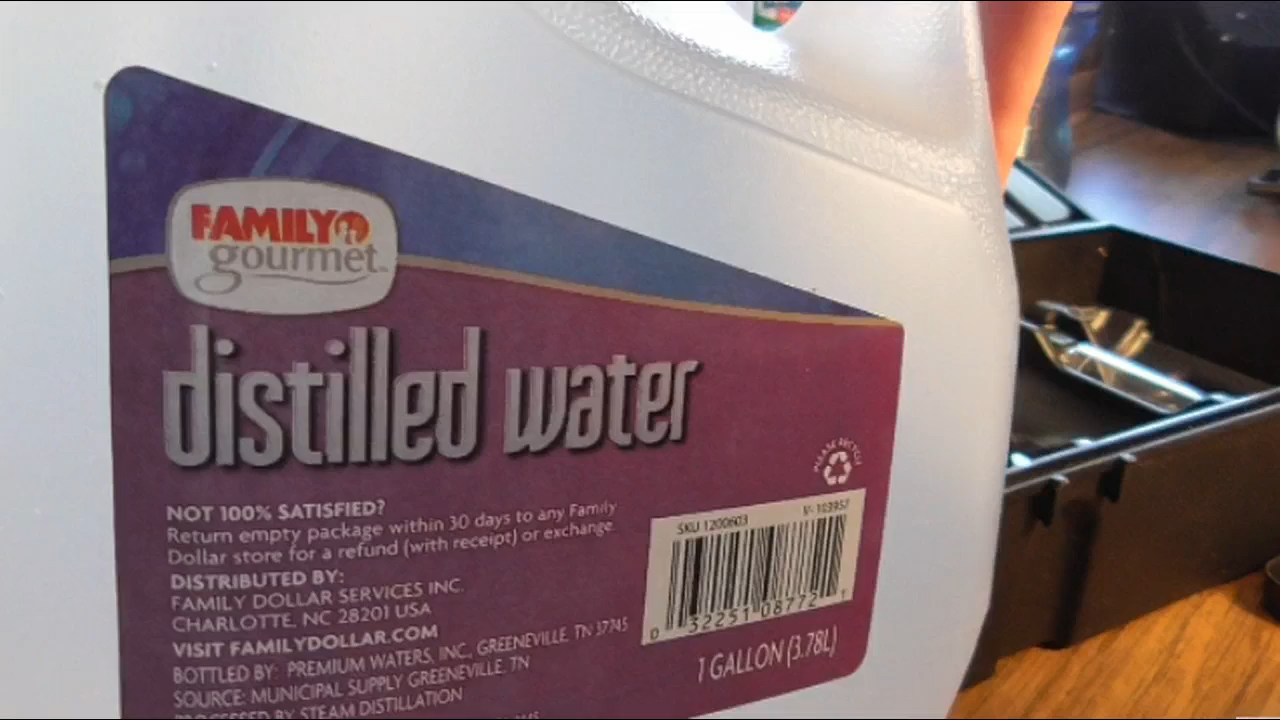 FAMILY
gourmet
distilled water
NOT 100% SATISFIED?
Return empty package within 30 days to any Family
Dollar store for a refund (with receipt) or exchange.
DISTRIBUTED BY:
FAMILY DOLLAR SERVICES INC.
CHARLOTTE, NC 28201 USA
VISIT FAMILYDOLLAR.COM
BOTTLED BY: PREMIUM WATERS, INC., GREENEVILLE, TN 37745
SOURCE: MUNICIPAL SUPPLY GREENEVILLE, TN
PROCESSED BY STEAM DISTILLATION
PLEASE RECYCLE
SKU 1200603 V-103957
0 32251 08772 1
1 GALLON (3.78L)